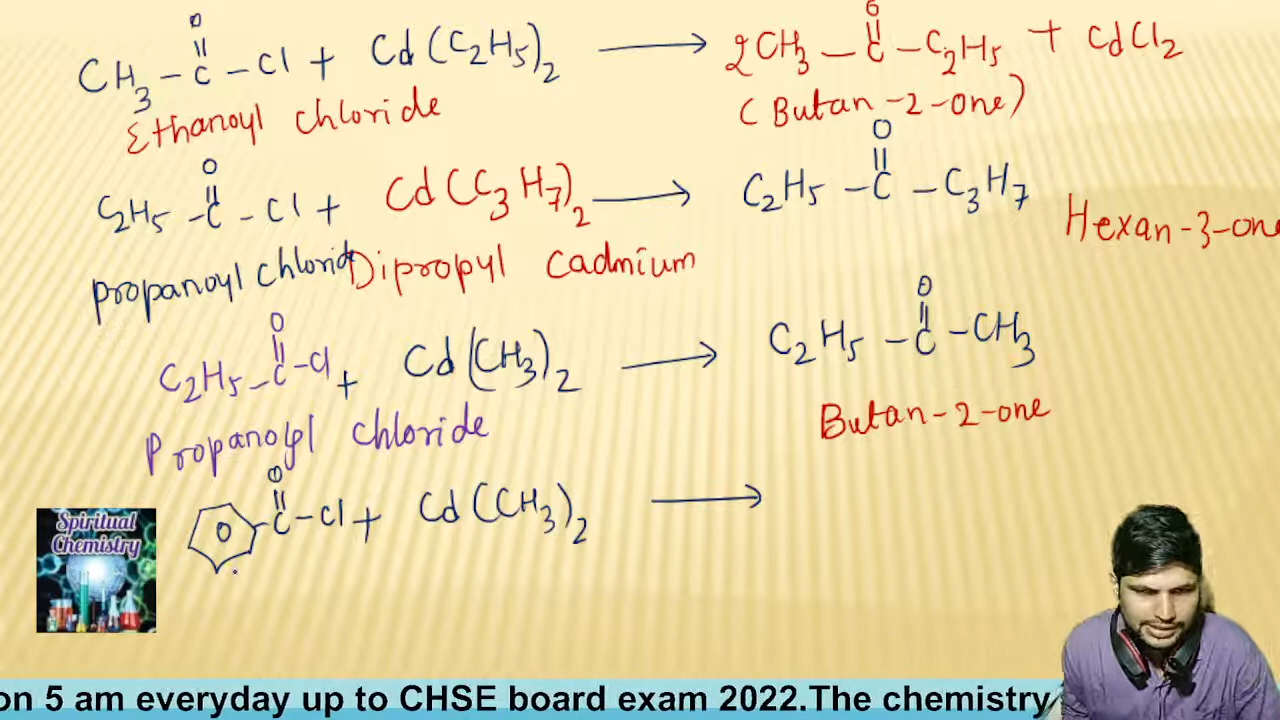 CH3 – C(=O) – Cl + Cd(C2H5)2 ⟶ 2CH3 – C(=O) – C2H5 + CdCl2
Ethanoyl chloride (Butan-2-one)
C2H5 – C(=O) – Cl + Cd(C3H7)2 ⟶ C2H5 – C(=O) – C3H7
propanoyl chloride Dipropyl Cadmium Hexan-3-one
C2H5 – C(=O) – Cl + Cd(CH3)2 ⟶ C2H5 – C(=O) – CH3
Propanoyl chloride Butan-2-one
C(=O) – Cl + Cd(CH3)2 ⟶
Spiritual
Chemistry
on 5 am everyday up to CHSE board exam 2022.The chemistry